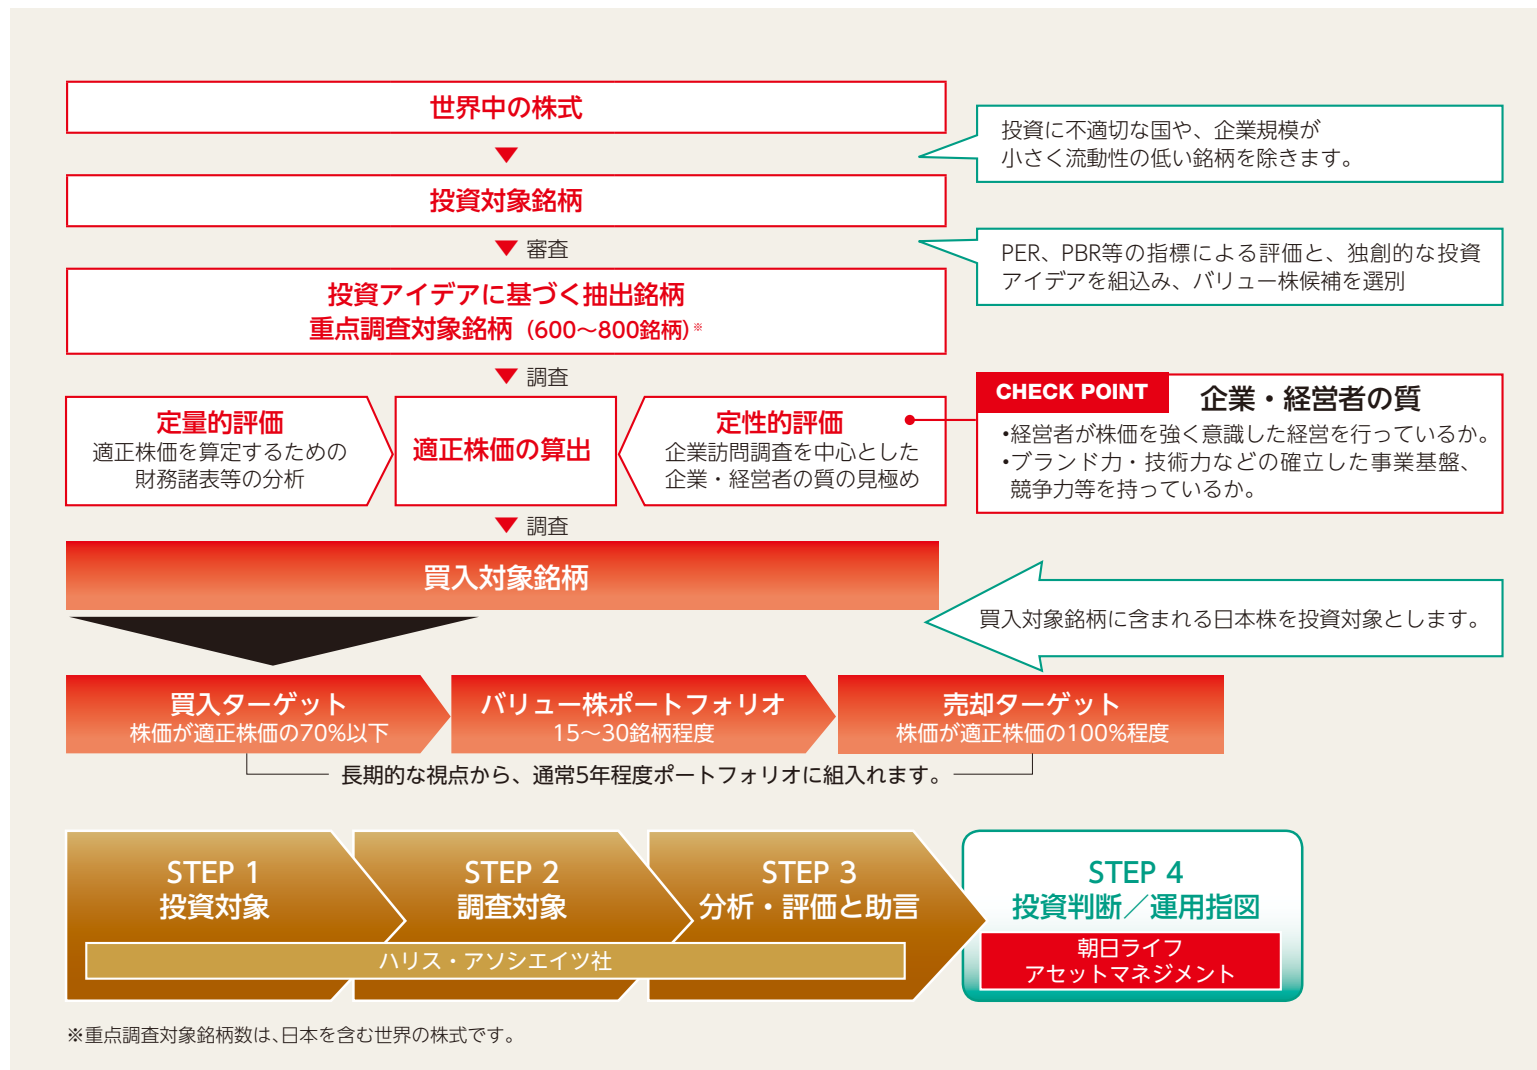 世界中の株式
投資に不適切な国や、企業規模が
小さく流動性の低い銘柄を除きます。
投資対象銘柄
審査
PER、PBR等の指標による評価と、独創的な投資
アイデアを組込み、バリュー株候補を選別
投資アイデアに基づく抽出銘柄
重点調査対象銘柄（600〜800銘柄）※
調査
定量的評価
適正株価を算定するための
財務諸表等の分析
適正株価の算出
定性的評価
企業訪問調査を中心とした
企業・経営者の質の見極め
CHECK POINT
企業・経営者の質
・経営者が株価を強く意識した経営を行っているか。
・ブランド力・技術力などの確立した事業基盤、
競争力等を持っているか。
調査
買入対象銘柄
買入対象銘柄に含まれる日本株を投資対象とします。
買入ターゲット
株価が適正株価の70%以下
バリュー株ポートフォリオ
15〜30銘柄程度
売却ターゲット
株価が適正株価の100%程度
長期的な視点から、通常5年程度ポートフォリオに組入れます。
STEP 1
投資対象
STEP 2
調査対象
STEP 3
分析・評価と助言
ハリス・アソシエイツ社
STEP 4
投資判断／運用指図
朝日ライフ
アセットマネジメント
※重点調査対象銘柄数は、日本を含む世界の株式です。